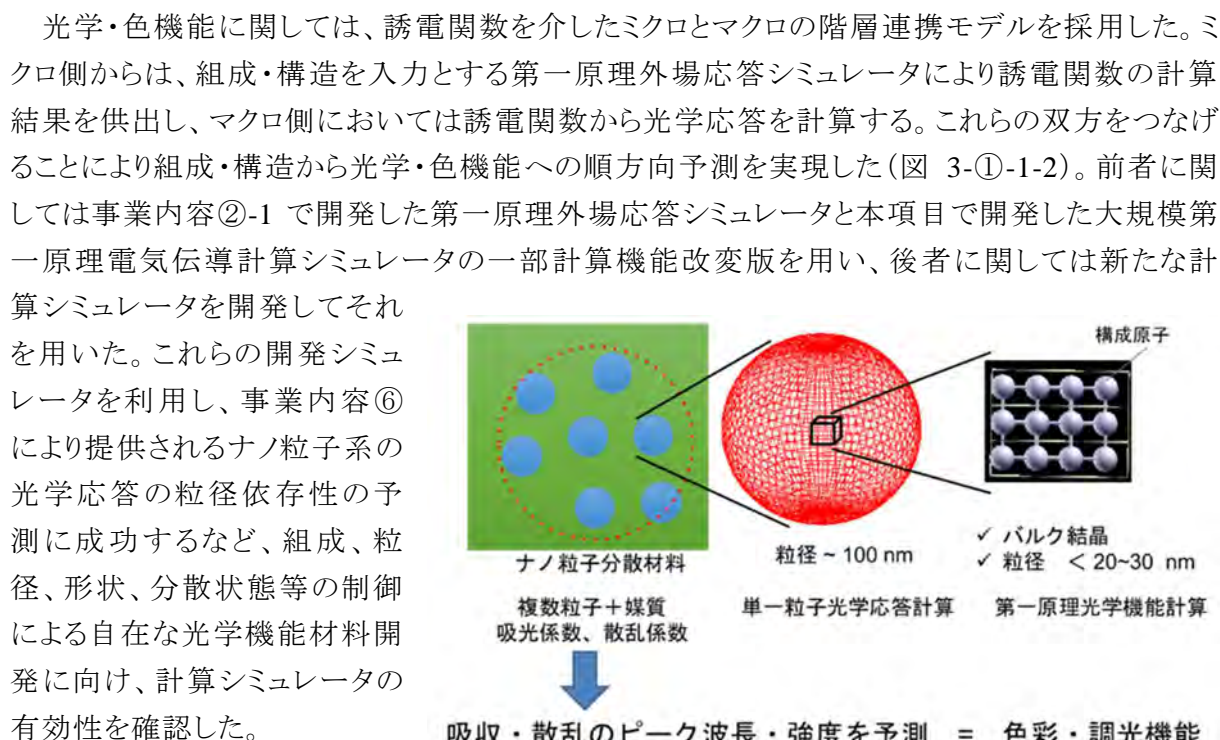 光学・色機能に関しては、誘電関数を介したミクロとマクロの階層連携モデルを採用した。ミ
クロ側からは、組成・構造を入力とする第一原理外場応答シミュレータにより誘電関数の計算
結果を供出し、マクロ側においては誘電関数から光学応答を計算する。これらの双方をつなげ
ることにより組成・構造から光学・色機能への順方向予測を実現した(図 3-①-1-2)。前者に関
しては事業内容②-1 で開発した第一原理外場応答シミュレータと本項目で開発した大規模第
一原理電気伝導計算シミュレータの一部計算機能改変版を用い、後者に関しては新たな計
算シミュレータを開発してそれ
を用いた。これらの開発シミュ
レータを利用し、事業内容⑥
により提供されるナノ粒子系の
光学応答の粒径依存性の予
測に成功するなど、組成、粒
径、形状、分散状態等の制御
による自在な光学機能材料開
発に向け、計算シミュレータの
有効性を確認した。
構成原子
ナノ粒子分散材料
複数粒子+媒質
吸光係数、散乱係数
粒径 ~ 100 nm
単一粒子光学応答計算
✓ バルク結晶
✓ 粒径 < 20~30 nm
第一原理光学機能計算
吸収・散乱のピーク波長・強度を予測 = 色彩・調光機能